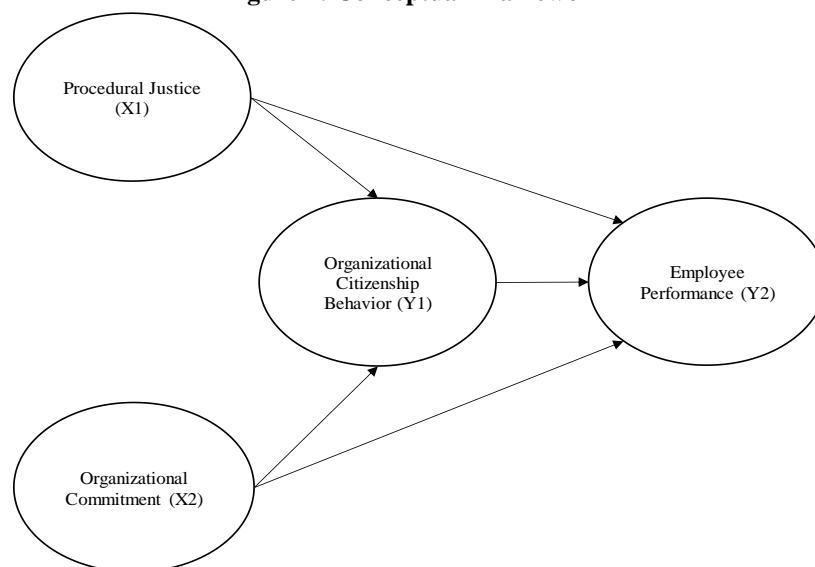 Procedural Justice
(X1)
Organizational
Citizenship
Behavior (Y1)
Employee
Performance (Y2)
Organizational
Commitment (X2)